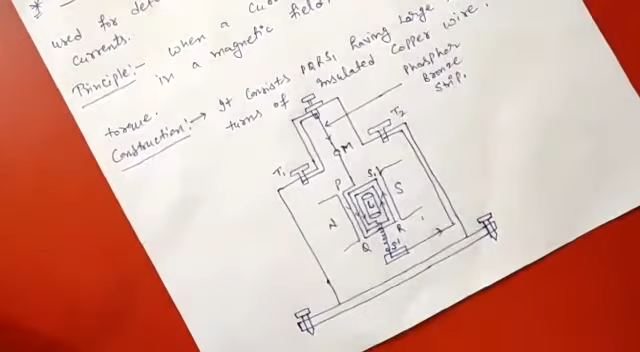 used for
currents.
Principle:- when a
in a magnetic field
torque.
Construction:→ It consists PQRS, having Large
turns of insulated copper wire.
phosphor
Bronze
strip.
T1
T2
M
P
S1
N
S
L
Q
R
S1